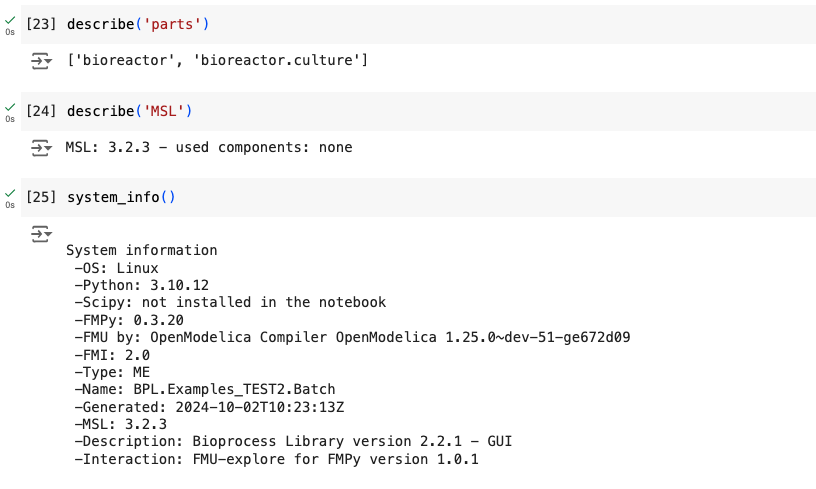 [23] describe('parts')
0s
['bioreactor', 'bioreactor.culture']
[24] describe('MSL')
0s
MSL: 3.2.3 – used components: none
[25] system_info()
0s
System information
–OS: Linux
–Python: 3.10.12
–Scipy: not installed in the notebook
–FMPy: 0.3.20
–FMU by: OpenModelica Compiler OpenModelica 1.25.0~dev-51-ge672d09
–FMI: 2.0
–Type: ME
–Name: BPL.Examples_TEST2.Batch
–Generated: 2024-10-02T10:23:13Z
–MSL: 3.2.3
–Description: Bioprocess Library version 2.2.1 - GUI
–Interaction: FMU-explore for FMPy version 1.0.1